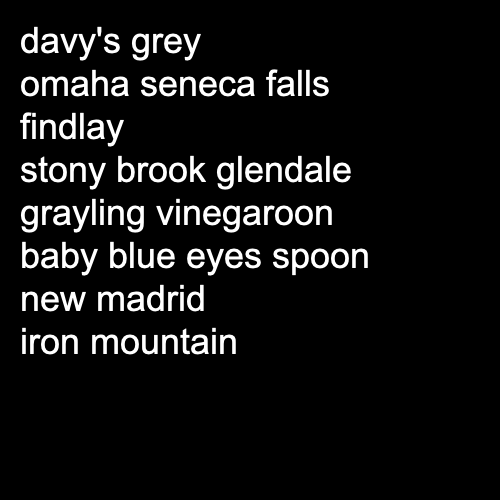 davy's grey
omaha seneca falls
findlay
stony brook glendale
grayling vinegaroon
baby blue eyes spoon
new madrid
iron mountain